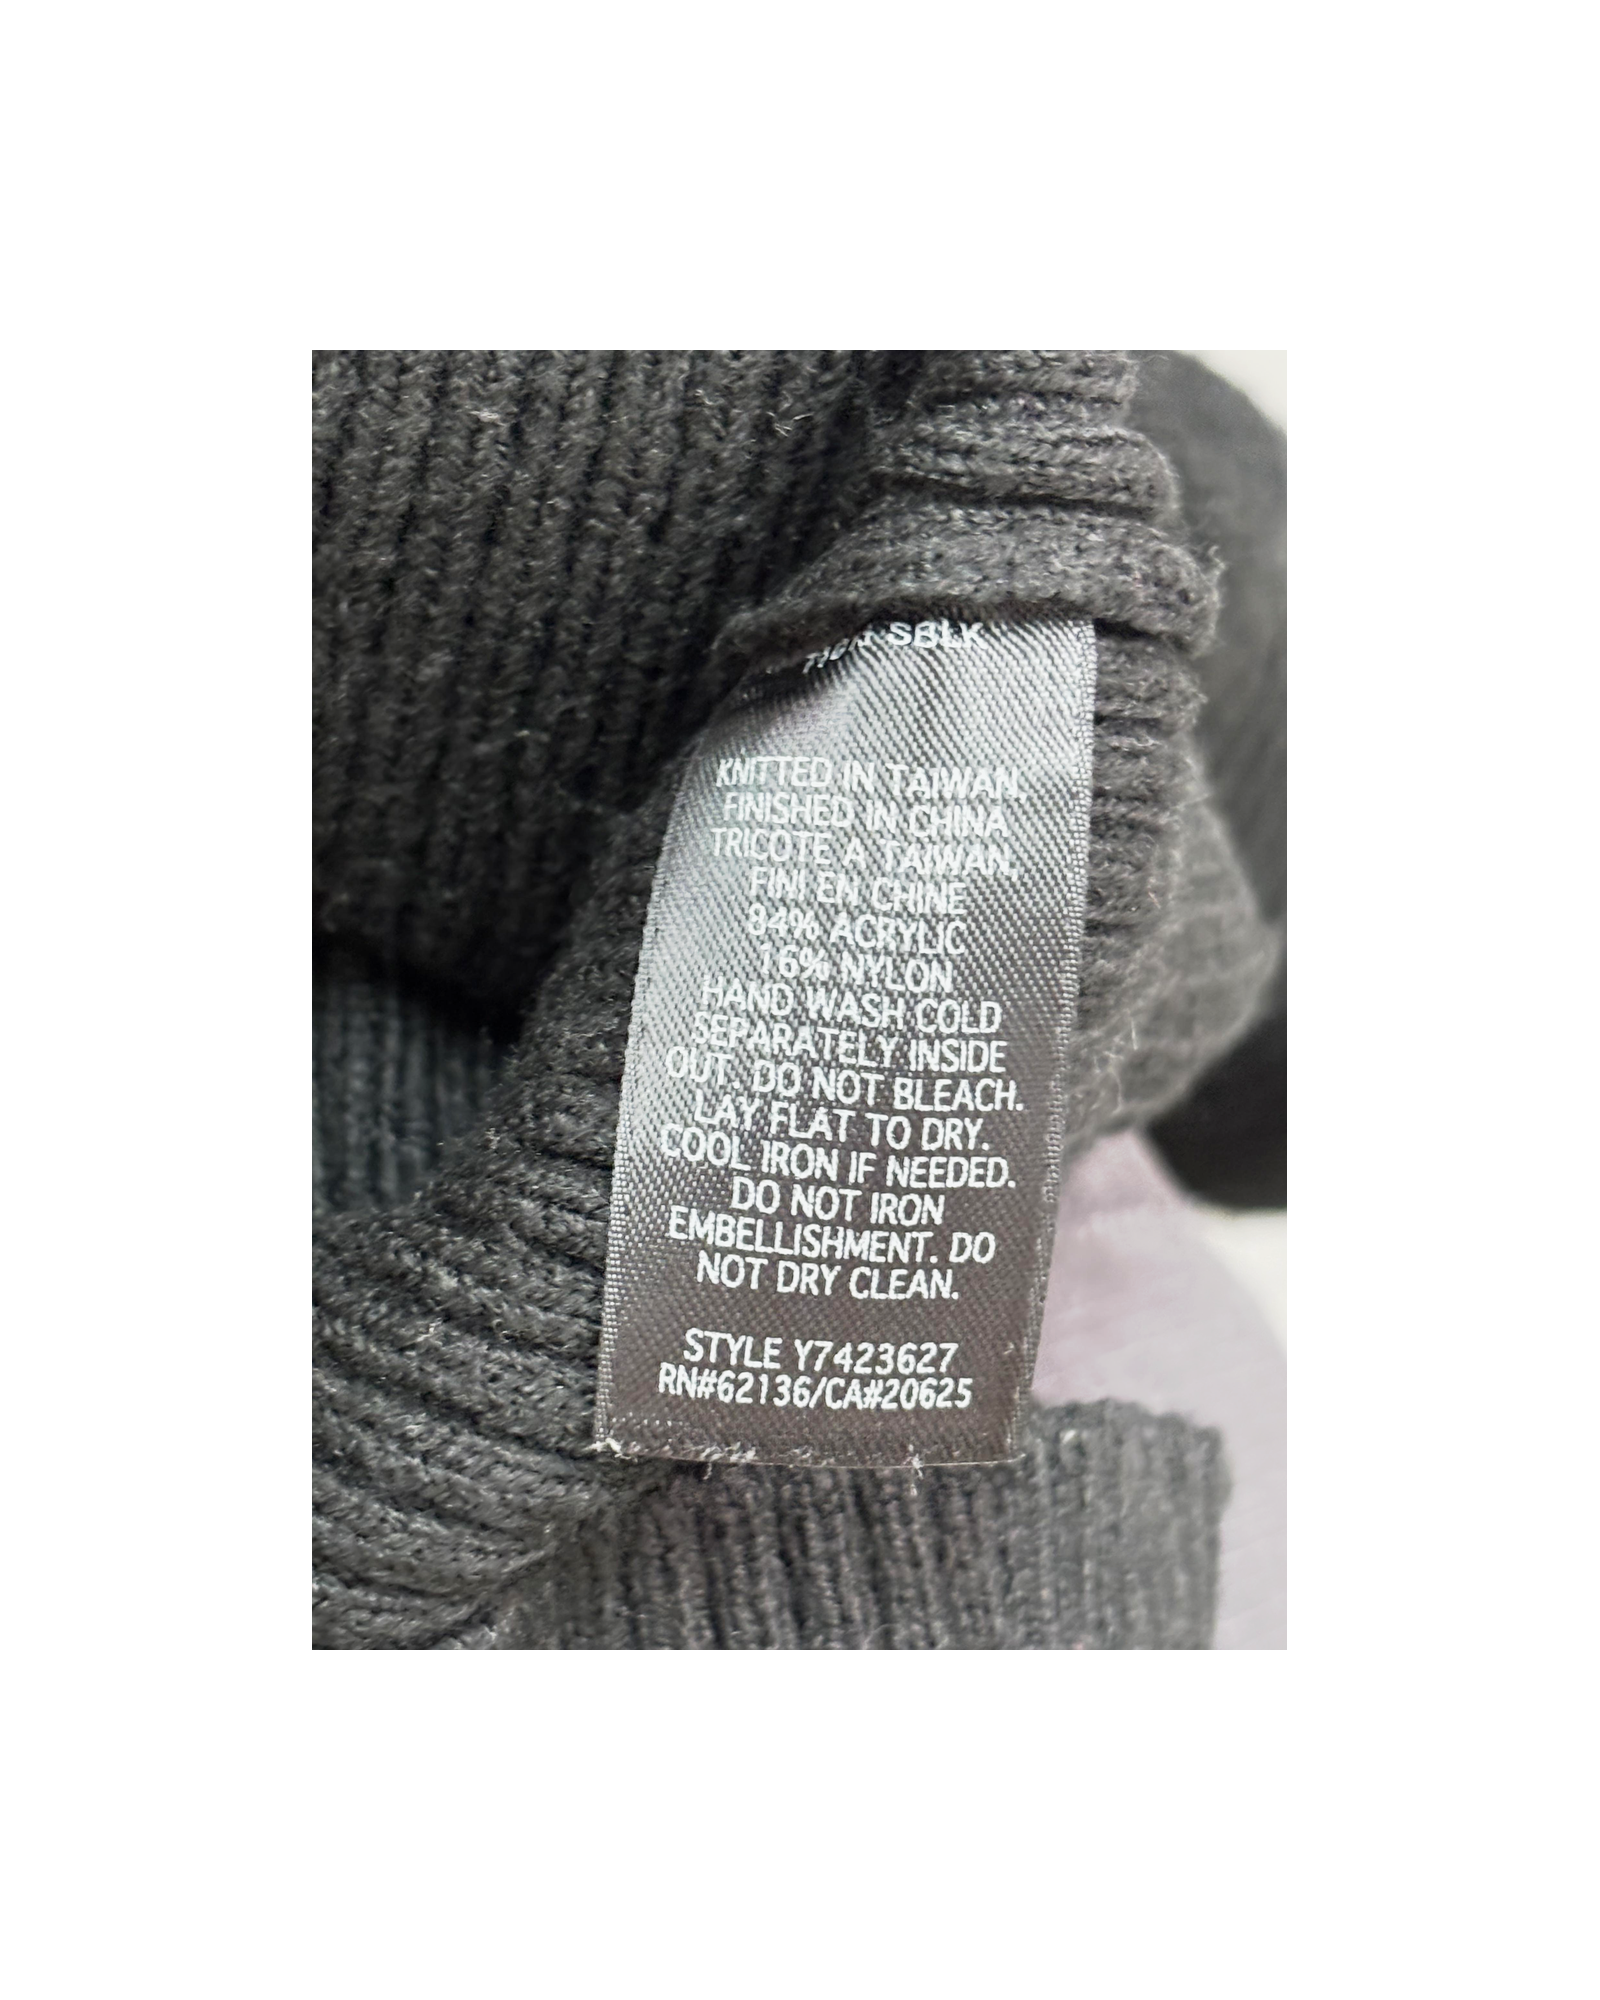 SBLK
KNITTED IN TAIWAN,
FINISHED IN CHINA
TRICOTE A TAIWAN,
FINI EN CHINE
84% ACRYLIC
16% NYLON
HAND WASH COLD
SEPARATELY INSIDE
OUT. DO NOT BLEACH.
LAY FLAT TO DRY.
COOL IRON IF NEEDED.
DO NOT IRON
EMBELLISHMENT. DO
NOT DRY CLEAN.
STYLE Y7423627
RN#62136/CA#20625